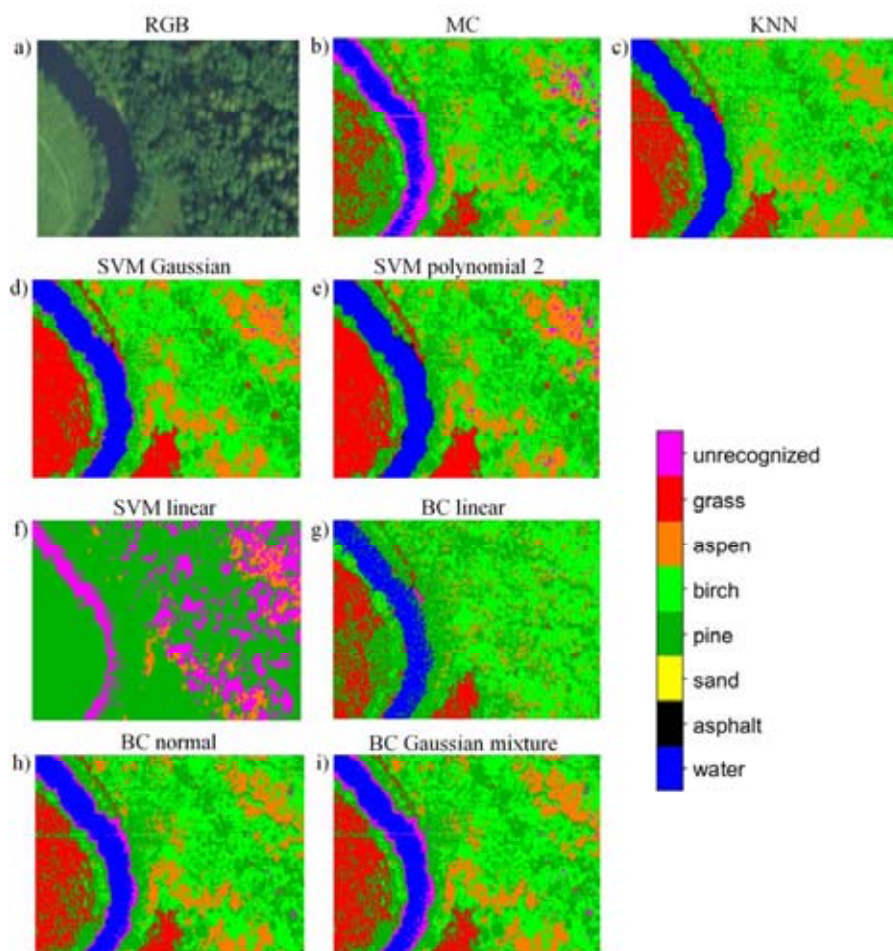 RGB
MC
KNN
a)
b)
c)
SVM Gaussian
SVM polynomial 2
d)
e)
SVM linear
BC linear
f)
g)
BC normal
BC Gaussian mixture
h)
i)
unrecognized
grass
aspen
birch
pine
sand
asphalt
water